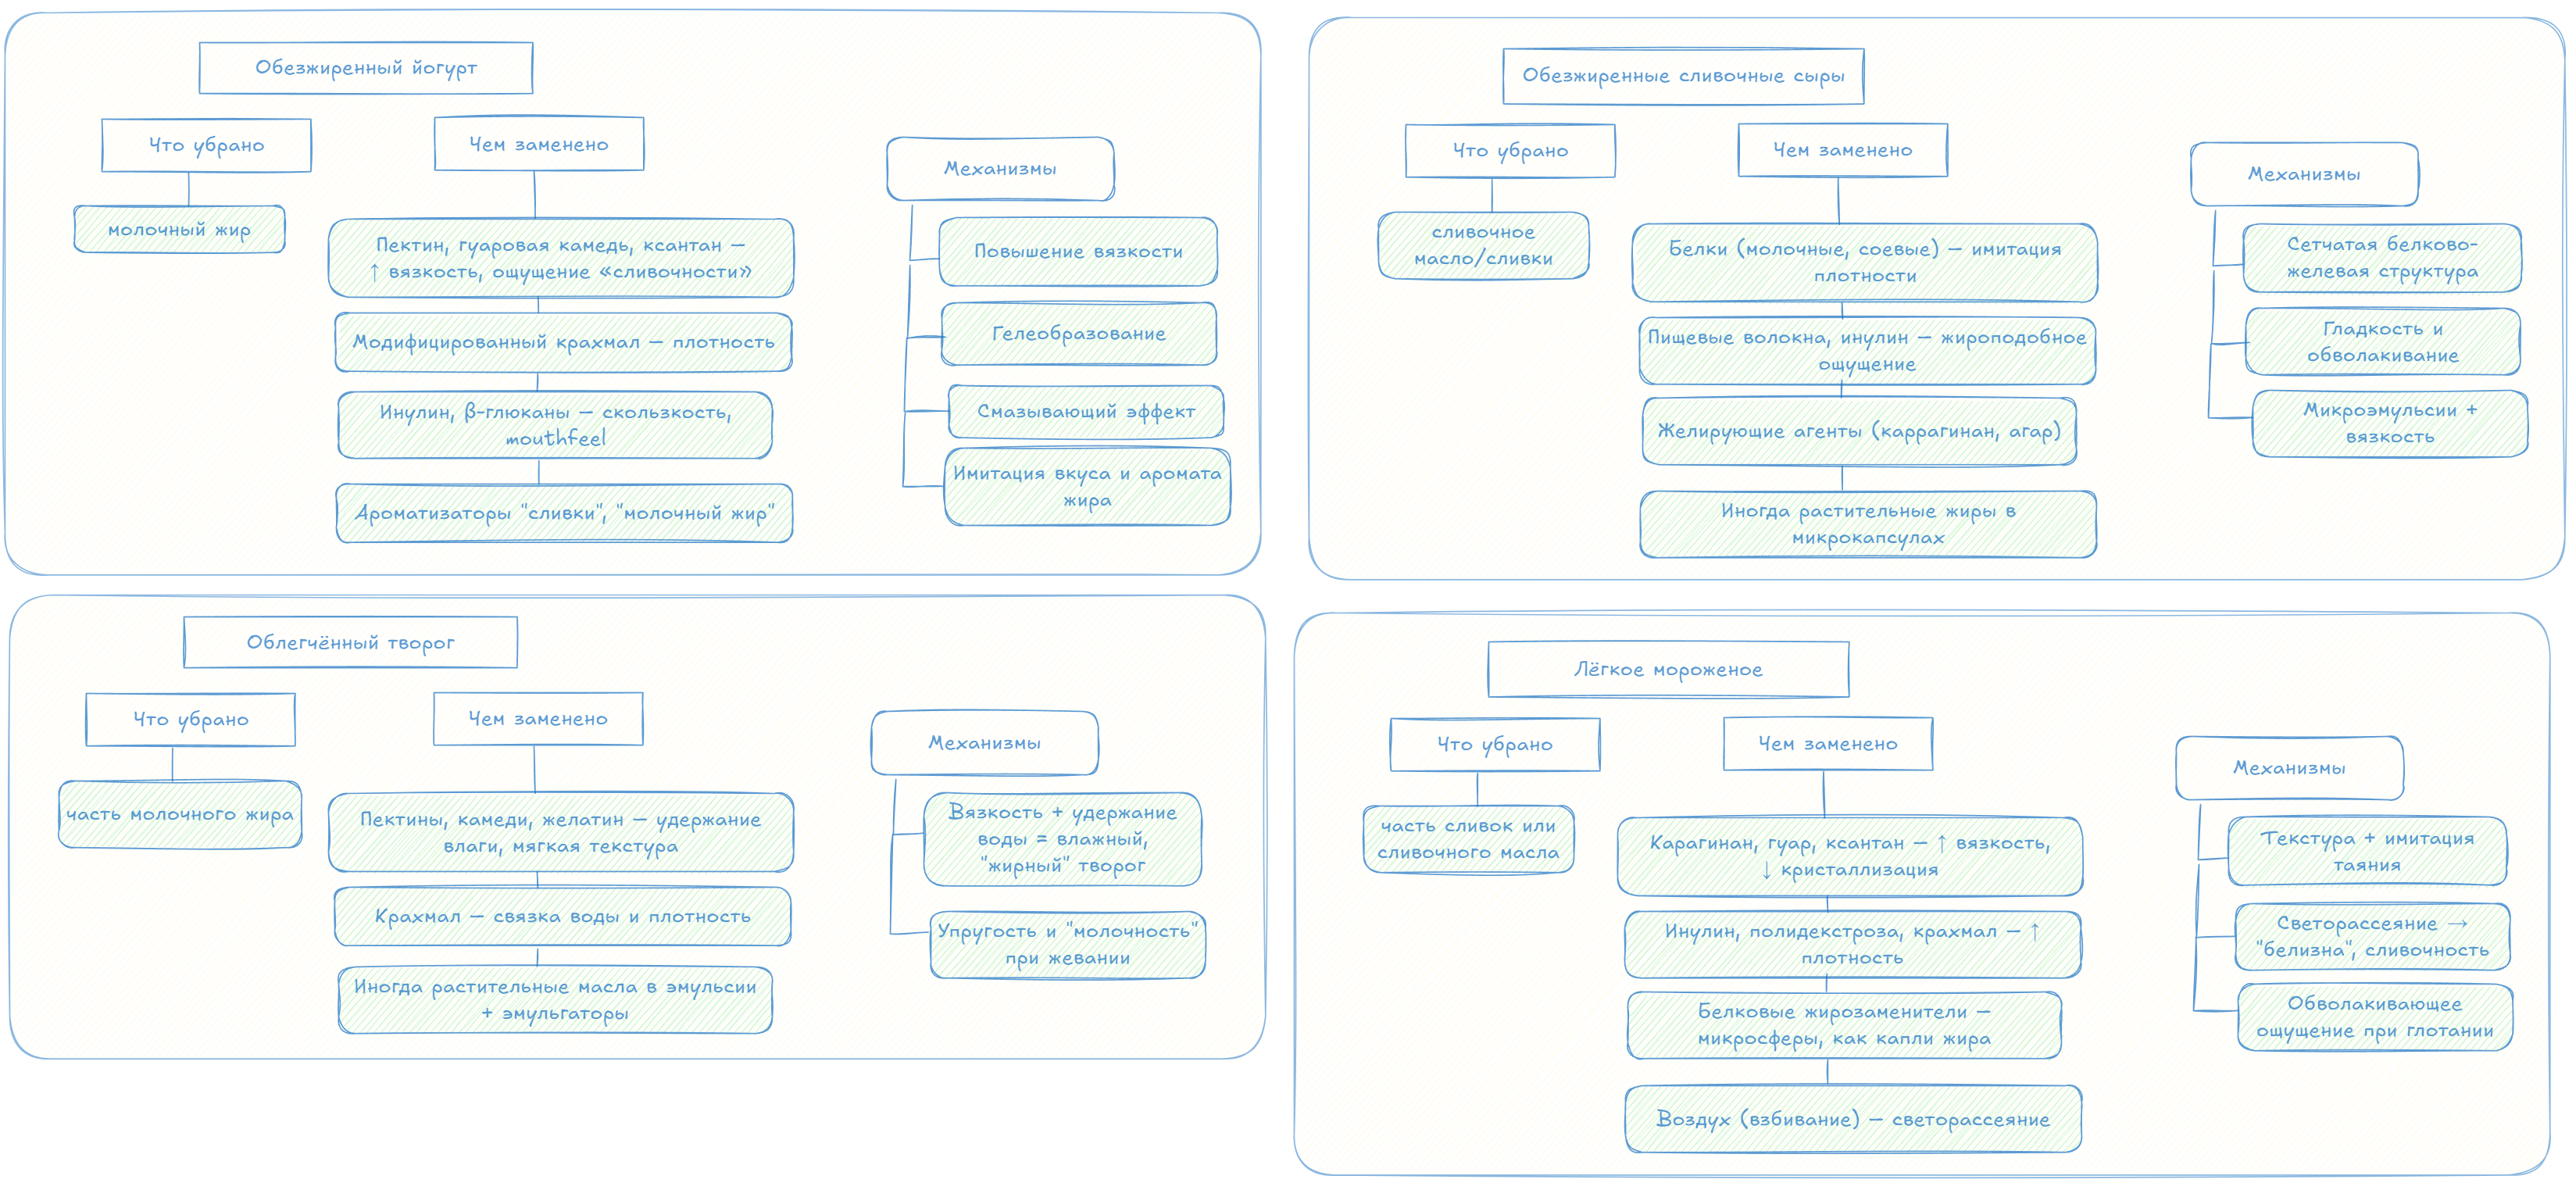 Обезжиренный йогурт
Что убрано
молочный жир
Чем заменено
Пектин, гуаровая камедь, ксантан —
↑ вязкость, ощущение «сливочности»
Модифицированный крахмал — плотность
Инулин, β-глюканы — скользкость,
mouthfeel
Ароматизаторы "сливки", "молочный жир"
Механизмы
Повышение вязкости
Гелеобразование
Смазывающий эффект
Имитация вкуса и аромата
жира
Обезжиренные сливочные сыры
Что убрано
сливочное
масло/сливки
Чем заменено
Белки (молочные, соевые) — имитация
плотности
Пищевые волокна, инулин — жироподобное
ощущение
Желирующие агенты (каррагинан, агар)
Иногда растительные жиры в
микрокапсулах
Механизмы
Сетчатая белково-
желевая структура
Гладкость и
обволакивание
Микроэмульсии +
вязкость
Облегчённый творог
Что убрано
часть молочного жира
Чем заменено
Пектины, камеди, желатин — удержание
влаги, мягкая текстура
Крахмал — связка воды и плотность
Иногда растительные масла в эмульсии
+ эмульгаторы
Механизмы
Вязкость + удержание
воды = влажный,
"жирный" творог
Упругость и "молочность"
при жевании
Лёгкое мороженое
Что убрано
часть сливок или
сливочного масла
Чем заменено
Карагинан, гуар, ксантан — ↑ вязкость,
↓ кристаллизация
Инулин, полидекстроза, крахмал — ↑
плотность
Белковые жирозаменители —
микросферы, как капли жира
Воздух (взбивание) — светорассеяние
Механизмы
Текстура + имитация
таяния
Светорассеяние →
"белизна", сливочность
Обволакивающее
ощущение при глотании